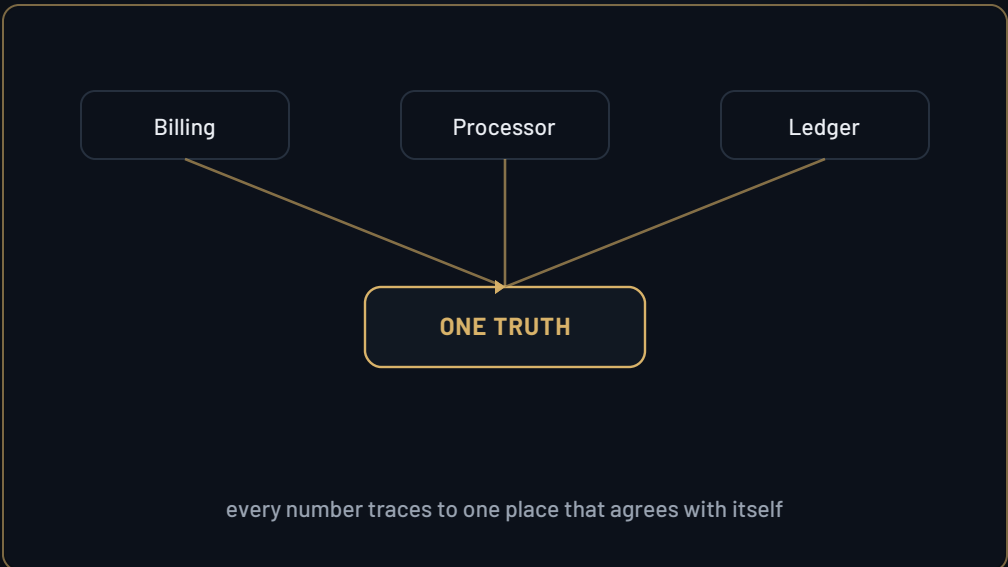 Billing
Processor
Ledger
ONE TRUTH
every number traces to one place that agrees with itself